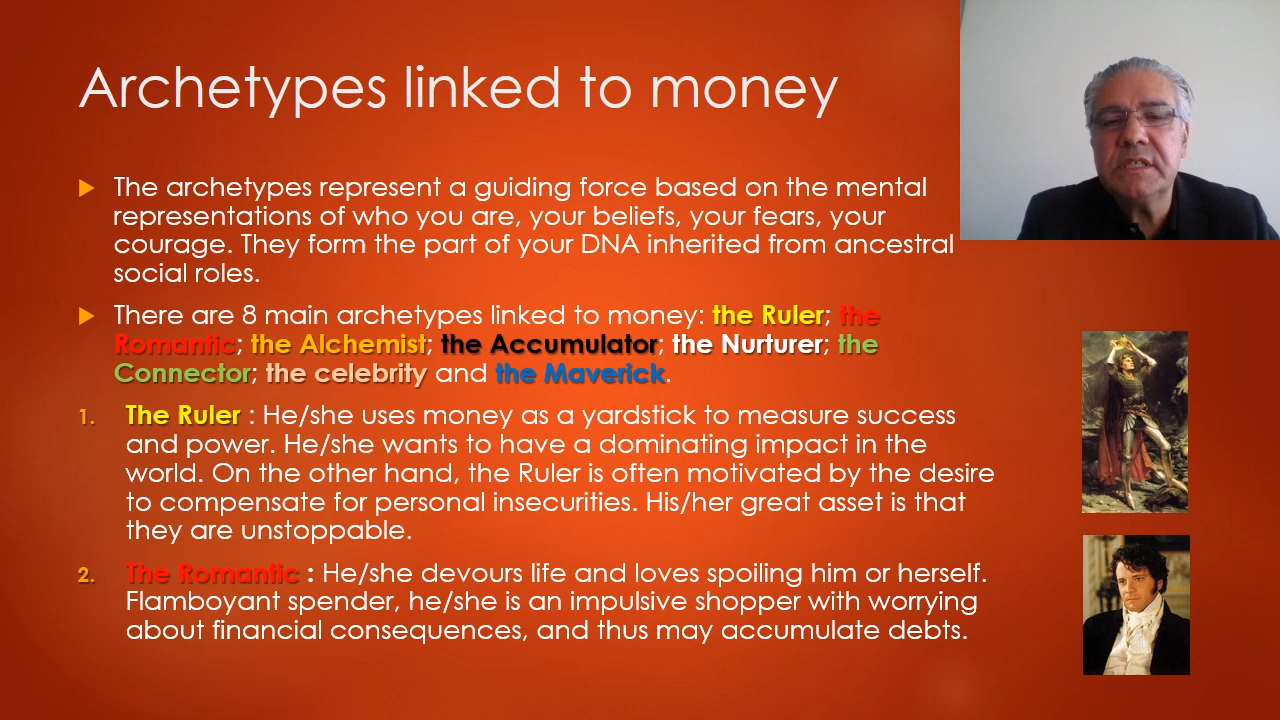 Archetypes linked to money
The archetypes represent a guiding force based on the mental
representations of who you are, your beliefs, your fears, your
courage. They form the part of your DNA inherited from ancestral
social roles.
There are 8 main archetypes linked to money: the Ruler; the
Romantic; the Alchemist; the Accumulator; the Nurturer; the
Connector; the celebrity and the Maverick.
1. The Ruler : He/she uses money as a yardstick to measure success
and power. He/she wants to have a dominating impact in the
world. On the other hand, the Ruler is often motivated by the desire
to compensate for personal insecurities. His/her great asset is that
they are unstoppable.
2. The Romantic : He/she devours life and loves spoiling him or herself.
Flamboyant spender, he/she is an impulsive shopper with worrying
about financial consequences, and thus may accumulate debts.